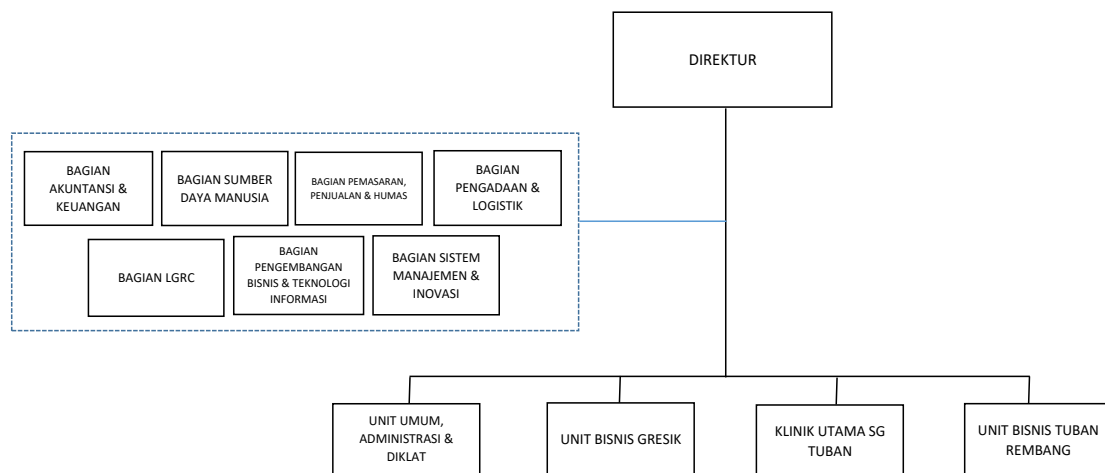 DIREKTUR
BAGIAN
AKUNTANSI &
KEUANGAN
BAGIAN SUMBER
DAYA MANUSIA
BAGIAN PEMASARAN,
PENJUALAN & HUMAS
BAGIAN
PENGADAAN &
LOGISTIK
BAGIAN LGRC
BAGIAN
PENGEMBANGAN
BISNIS & TEKNOLOGI
INFORMASI
BAGIAN SISTEM
MANAJEMEN &
INOVASI
UNIT UMUM,
ADMINISTRASI &
DIKLAT
UNIT BISNIS GRESIK
KLINIK UTAMA SG
TUBAN
UNIT BISNIS TUBAN
REMBANG